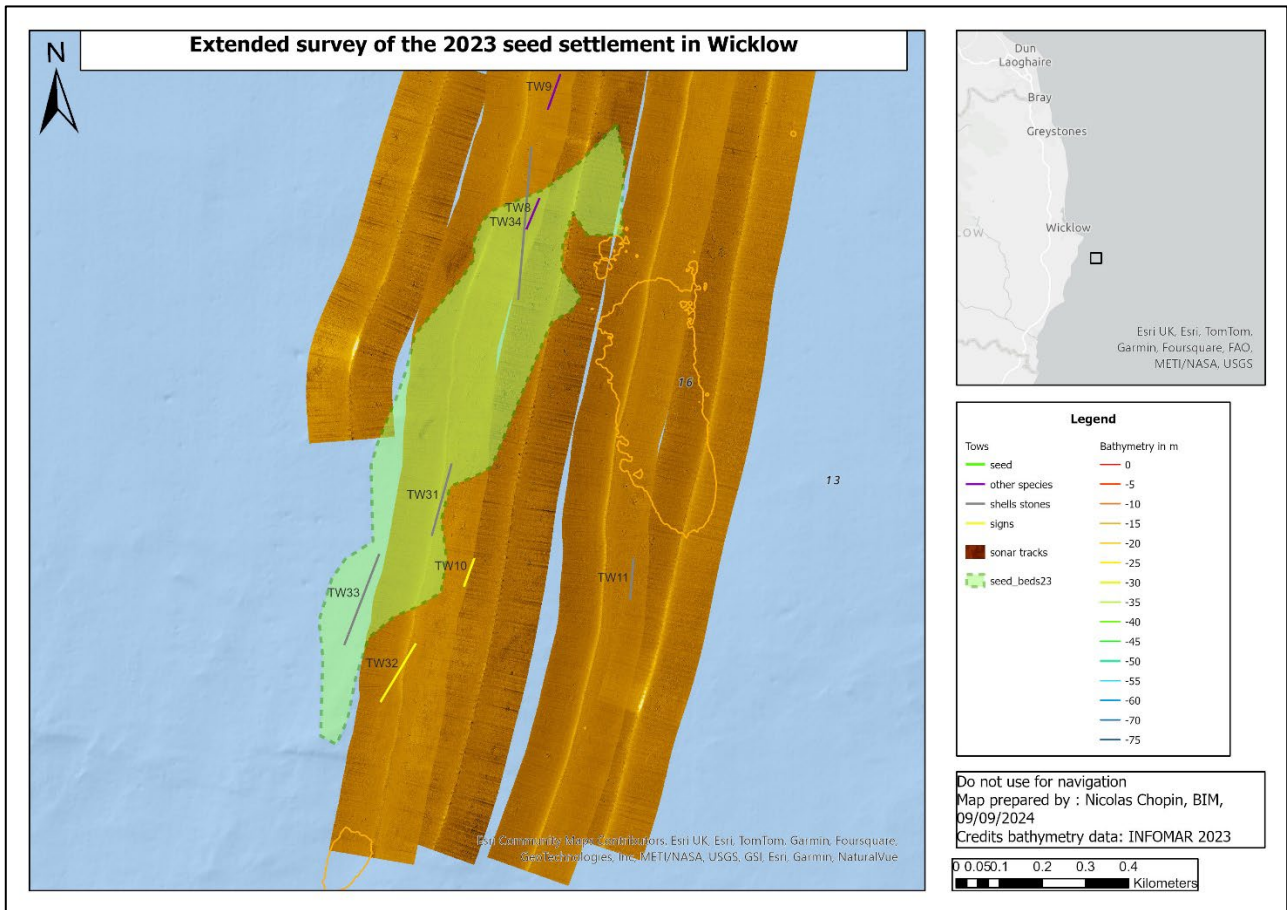 Extended survey of the 2023 seed settlement in Wicklow
N
TW9
TW8
TW34
16
13
TW31
TW10
TW11
TW33
TW32
Esri Community Maps Contributors, Esri UK, Esri, TomTom, Garmin, Foursquare,
GeoTechnologies, Inc, METI/NASA, USGS, GSI, Esri, Garmin, NaturalVue
Dun
Laoghaire
Bray
Greystones
Wicklow
LOW
Esri UK, Esri, TomTom,
Garmin, Foursquare, FAO,
METI/NASA, USGS
Legend
Tows
seed
other species
shells stones
signs
sonar tracks
seed_beds23
Bathymetry in m
0
-5
-10
-15
-20
-25
-30
-35
-40
-45
-50
-55
-60
-70
-75
Do not use for navigation
Map prepared by : Nicolas Chopin, BIM,
09/09/2024
Credits bathymetry data: INFOMAR 2023
0 0.050.1 0.2 0.3 0.4
Kilometers